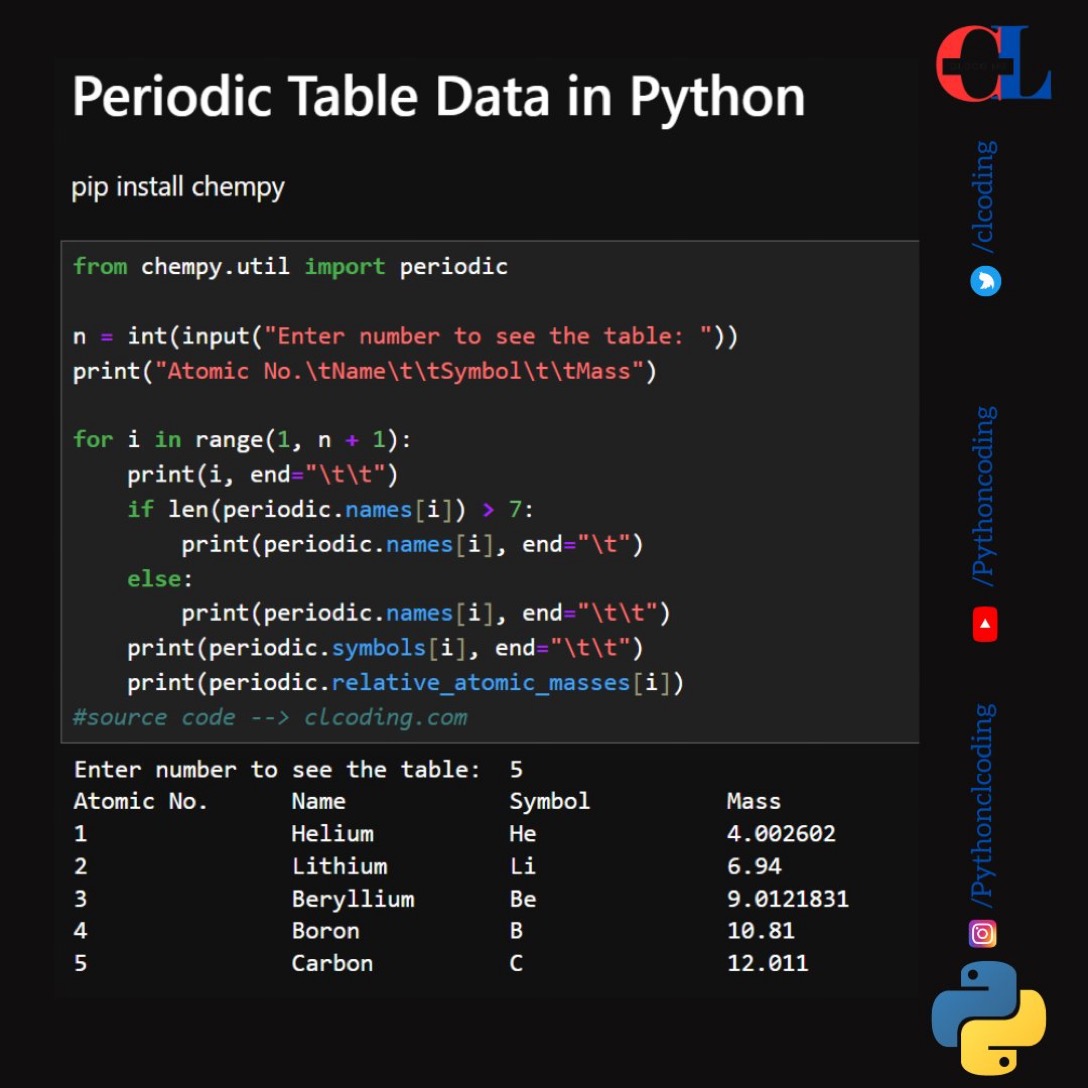 Periodic Table Data in Python
pip install chempy
from chempy.util import periodic
n = int(input("Enter number to see the table: "))
print("Atomic No.\tName\t\tSymbol\t\tMass")
for i in range(1, n + 1):
    print(i, end="\t\t")
    if len(periodic.names[i]) > 7:
        print(periodic.names[i], end="\t")
    else:
        print(periodic.names[i], end="\t\t")
    print(periodic.symbols[i], end="\t\t")
    print(periodic.relative_atomic_masses[i])
#source code --> clcoding.com
Enter number to see the table:  5
Atomic No.	Name	Symbol	Mass
1	Helium	He	4.002602
2	Lithium	Li	6.94
3	Beryllium	Be	9.0121831
4	Boron	B	10.81
5	Carbon	C	12.011
CL
/clcoding
/Pythoncoding
/Pythonclcoding